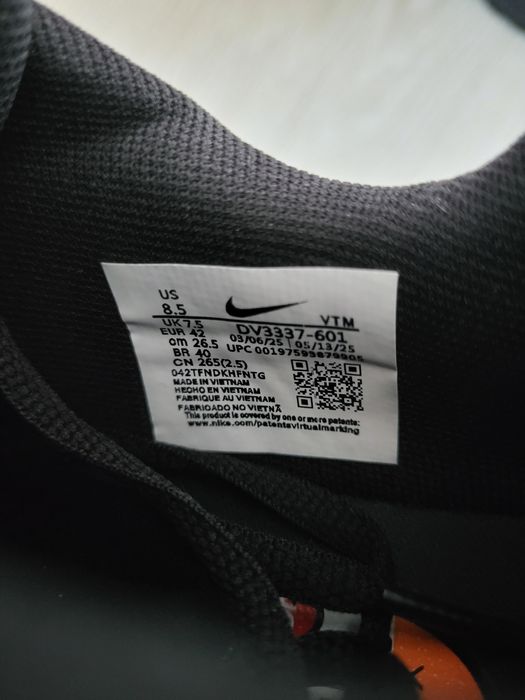 US
8.5
VTM
UK 7.5
DV3337-601
EUR 42
03/06/25 05/13/25
cm 26.5
BR 40
CN 265(2.5)
042TFNDKHFNTG
MADE IN VIETNAM
HECHO EN VIETNAM
FABRIQUE AU VIETNAM
FABRICADO NO VIETNÃ
This product is covered by one or more patents:
www.nike.com/patentsvirtualmarking